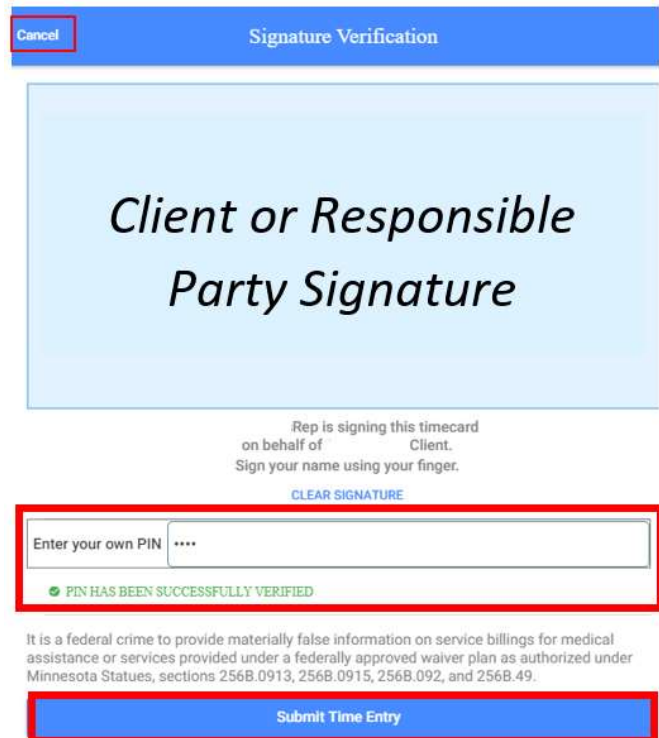 Cancel
Signature Verification
Client or Responsible
Party Signature
Rep is signing this timecard
on behalf of Client.
Sign your name using your finger.
CLEAR SIGNATURE
Enter your own PIN ••••
PIN HAS BEEN SUCCESSFULLY VERIFIED
It is a federal crime to provide materially false information on service billings for medical
assistance or services provided under a federally approved waiver plan as authorized under
Minnesota Statues, sections 256B.0913, 256B.0915, 256B.092, and 256B.49.
Submit Time Entry